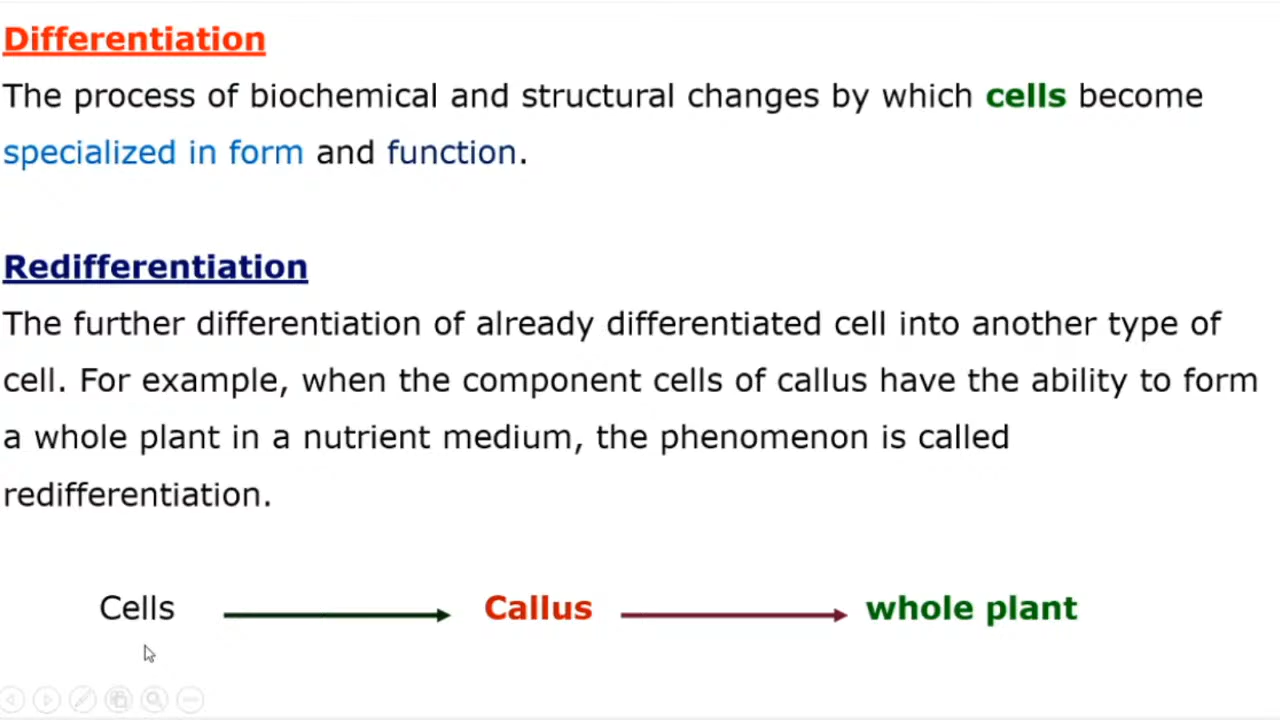 Differentiation
The process of biochemical and structural changes by which cells become
specialized in form and function.
Redifferentiation
The further differentiation of already differentiated cell into another type of
cell. For example, when the component cells of callus have the ability to form
a whole plant in a nutrient medium, the phenomenon is called
redifferentiation.
Cells Callus whole plant